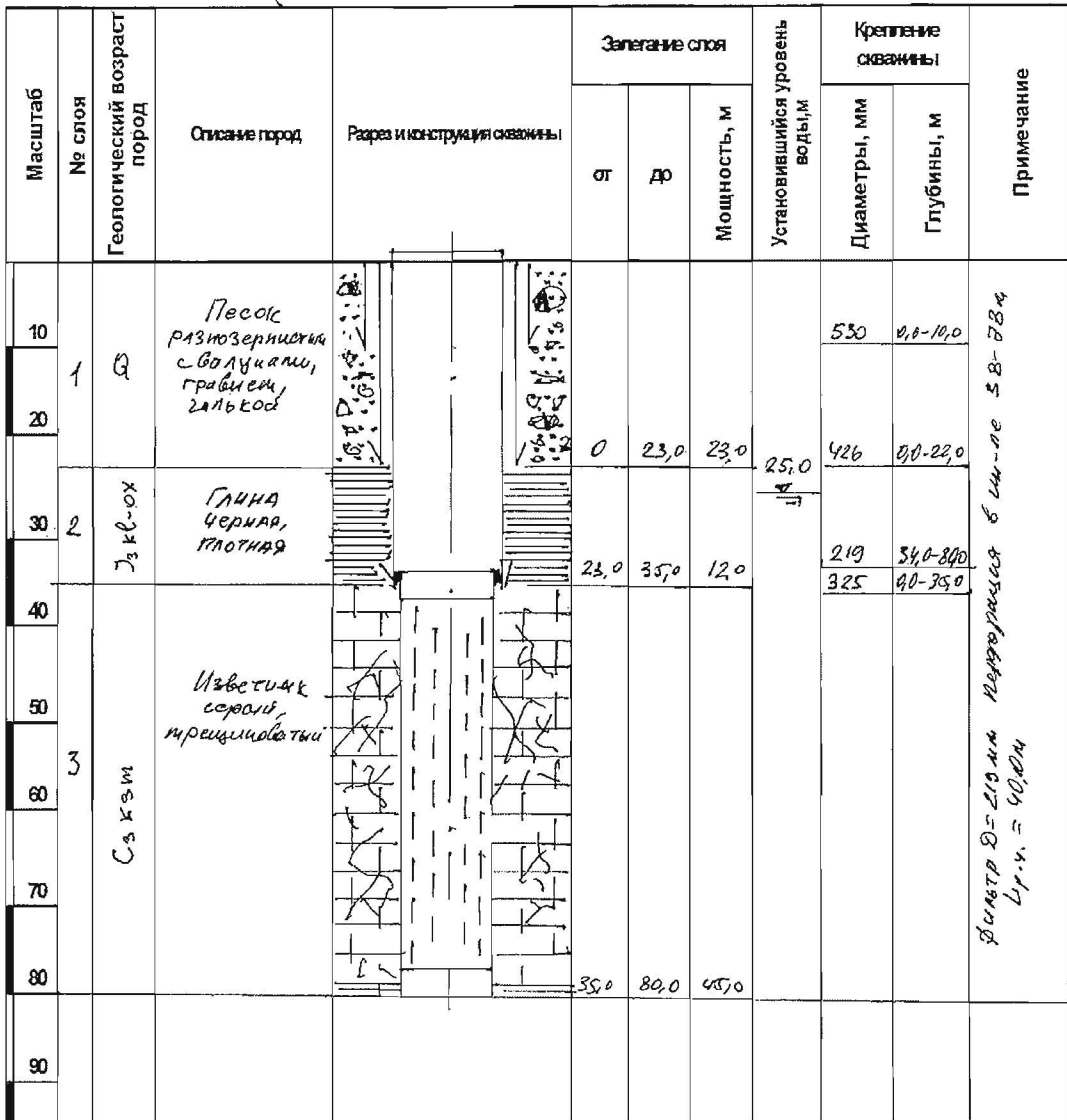 Масштаб
№ слоя
Геологический возраст
пород
Описание пород
Разрез и конструкция скважины
Залегание слоя
от
до
Мощность, м
Установившийся уровень
воды,м
Крепление
скважины
Диаметры, мм
Глубины, м
Примечание
10
20
30
40
50
60
70
80
90
1
Q
Песок
разнозернистый
с валунами,
гравием,
галькой
0
23,0
23,0
25,0
530
0,0-10,0
426
0,0-22,0
2
J₃ kl-ox
Глина
черная,
плотная
23,0
35,0
12,0
219
34,0-80,0
325
0,0-35,0
3
C₃ ksm
Известняк
серый,
трещиноватый
35,0
80,0
45,0
Фильтр D=219 мм Перфорация в ин-ле 38-78м,
Lр.ч. = 40,0м